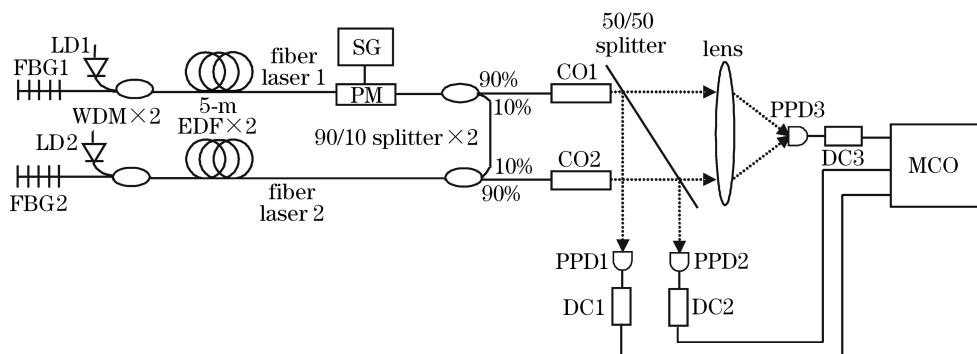 50/50
splitter
SG
LD1
FBG1
fiber
laser 1
PM
90%
10%
CO1
lens
PPD3
WDM×2
5-m
EDF×2
90/10 splitter×2
DC3
MCO
LD2
FBG2
fiber
laser 2
10%
90%
CO2
PPD1
PPD2
DC1
DC2